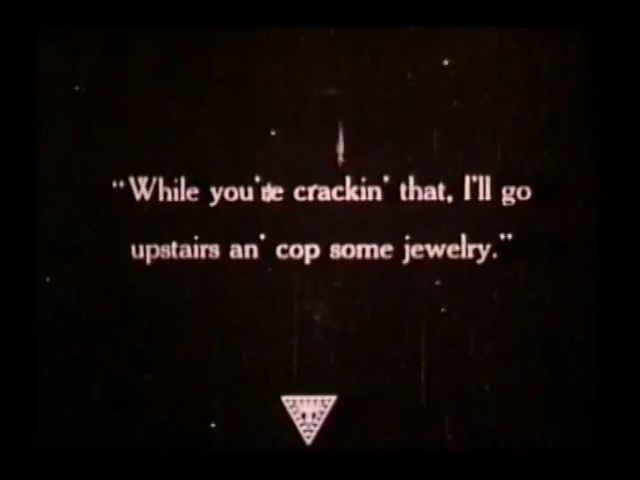 “While you’re crackin’ that, I’ll go
upstairs an’ cop some jewelry.”